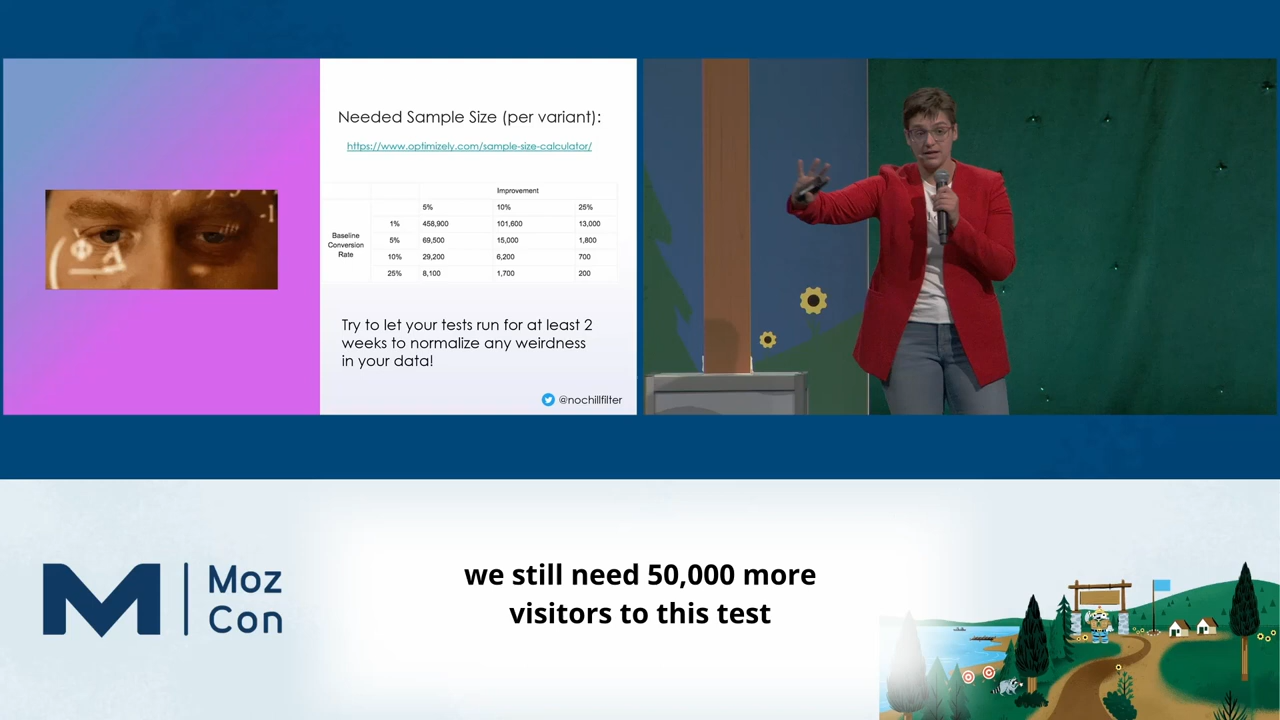 Needed Sample Size (per variant):
https://www.optimizely.com/sample-size-calculator/
Improvement
5% 10% 25%
Baseline Conversion Rate
1% 458,900 101,600 13,000
5% 69,500 15,000 1,800
10% 29,200 6,200 700
25% 8,100 1,700 200
Try to let your tests run for at least 2
weeks to normalize any weirdness
in your data!
@nochillfilter
Moz
Con
we still need 50,000 more
visitors to this test